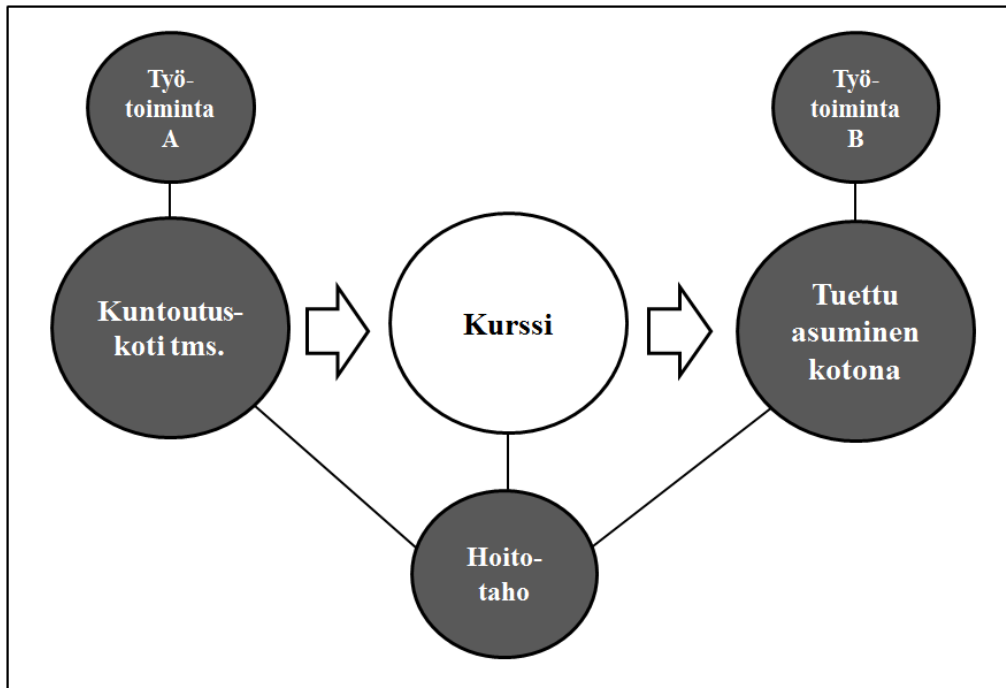 Työ-
toiminta
A
Työ-
toiminta
B
Kuntoutus-
koti tms.
Kurssi
Tuettu
asuminen
kotona
Hoito-
taho